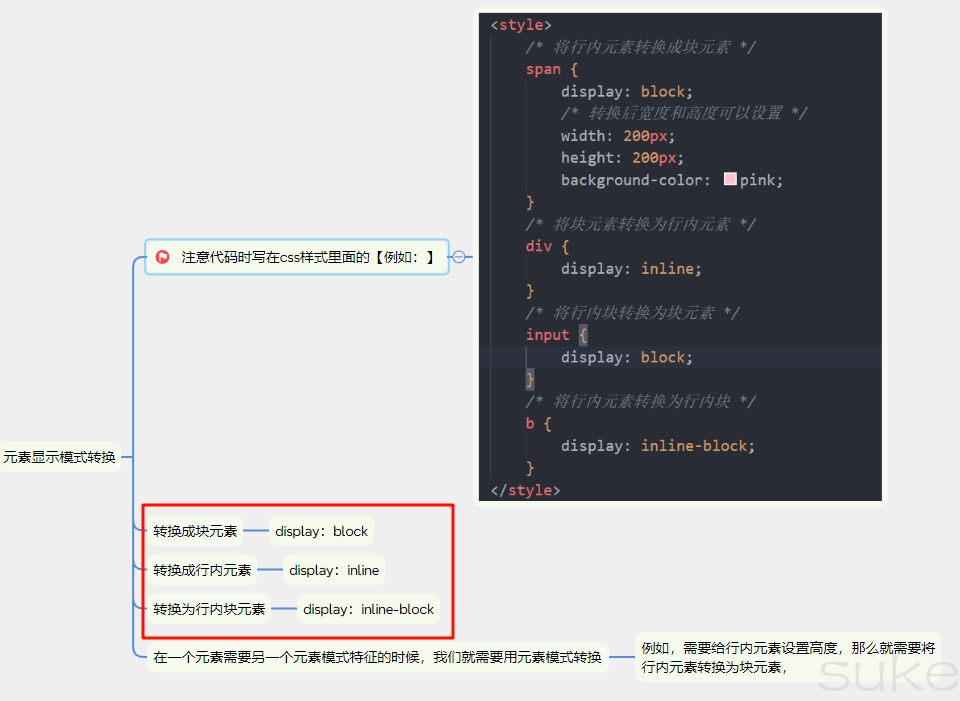 <style>
/* 将行内元素转换成块元素 */
span {
display: block;
/* 转换后宽度和高度可以设置 */
width: 200px;
height: 200px;
background-color: pink;
}
/* 将块元素转换为行内元素 */
div {
display: inline;
}
/* 将行内块转换为块元素 */
input {
display: block;
}
/* 将行内元素转换为行内块 */
b {
display: inline-block;
}
</style>
注意代码时写在css样式里面的【例如：】
元素显示模式转换
转换成块元素 display：block
转换成行内元素 display：inline
转换为行内块元素 display：inline-block
在一个元素需要另一个元素模式特征的时候，我们就需要用元素模式转换
例如，需要给行内元素设置高度，那么就需要将
行内元素转换为块元素，
suke